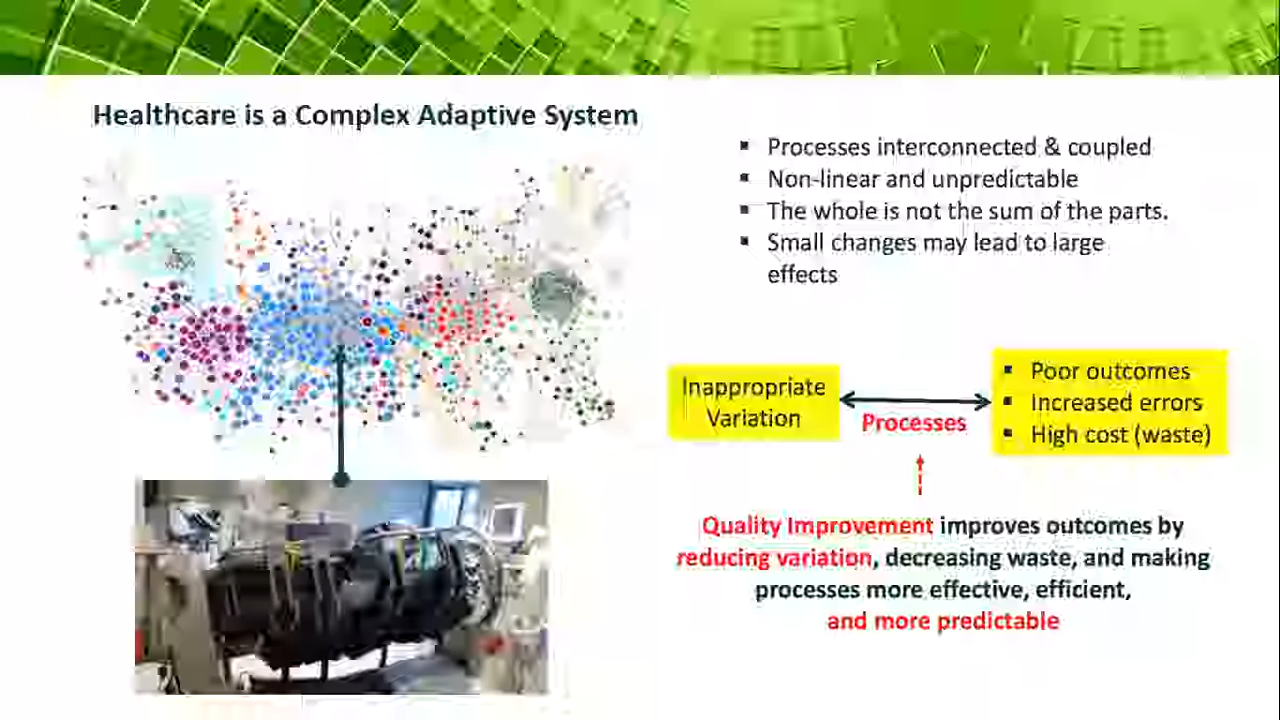 Healthcare is a Complex Adaptive System
▪ Processes interconnected & coupled
▪ Non-linear and unpredictable
▪ The whole is not the sum of the parts.
▪ Small changes may lead to large
effects
Inappropriate
Variation
Processes
▪ Poor outcomes
▪ Increased errors
▪ High cost (waste)
Quality Improvement improves outcomes by
reducing variation, decreasing waste, and making
processes more effective, efficient,
and more predictable